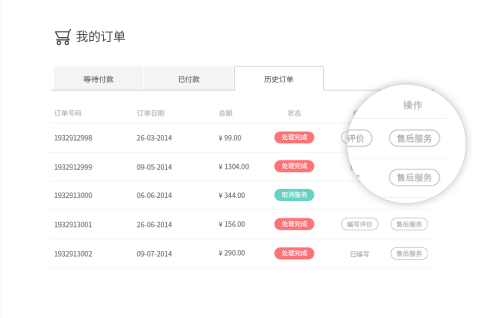 我的订单
等待付款 已付款 历史订单
订单号码 订单日期 总额 状态 操作
1932912998 26-03-2014 ¥ 99.00 处理完成 评价 售后服务
1932912999 09-05-2014 ¥ 1304.00 处理完成 售后服务
1932913000 06-06-2014 ¥ 344.00 取消服务
1932913001 26-06-2014 ¥ 156.00 处理完成 编写评价 售后服务
1932913002 09-07-2014 ¥ 290.00 处理完成 已编写 售后服务